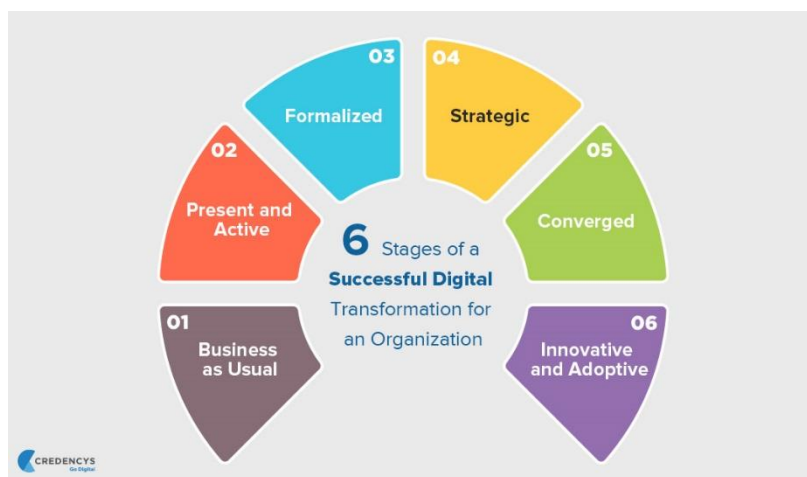 01
Business
as Usual
02
Present and
Active
03
Formalized
04
Strategic
05
Converged
06
Innovative
and Adoptive
6 Stages of a
Successful Digital
Transformation for
an Organization
CREDENCYS
Go Digital